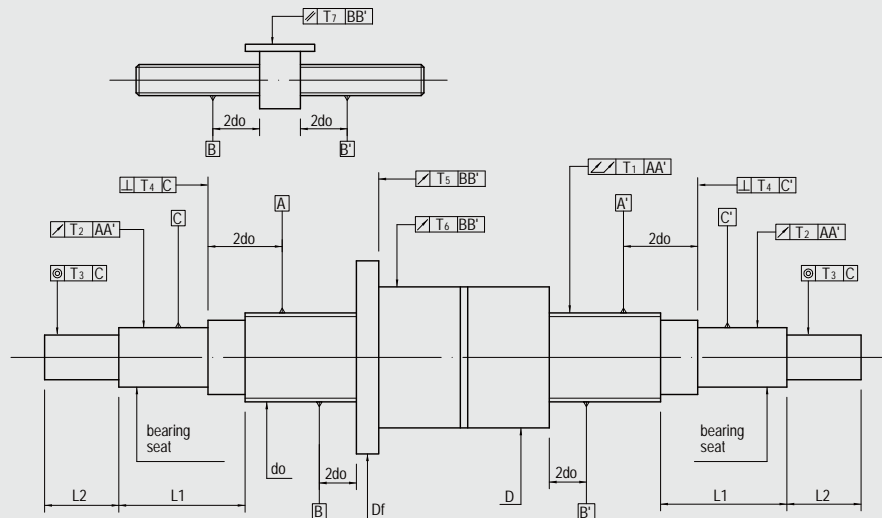 ⫽ T7 BB'
2do 2do
B B'
⊥ T4 C
↗ T5 BB'
⌰ T1 AA'
⊥ T4 C'
A
A'
C
C'
↗ T2 AA'
↗ T6 BB'
↗ T2 AA'
2do
2do
◎ T3 C
◎ T3 C
bearing
seat
bearing
seat
do
2do
D
2do
L2 L1
L1 L2
B
Df
B'